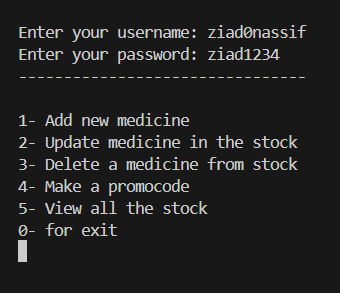 Enter your username: ziad0nassif
Enter your password: ziad1234
--------------------------------
1- Add new medicine
2- Update medicine in the stock
3- Delete a medicine from stock
4- Make a promocode
5- View all the stock
0- for exit